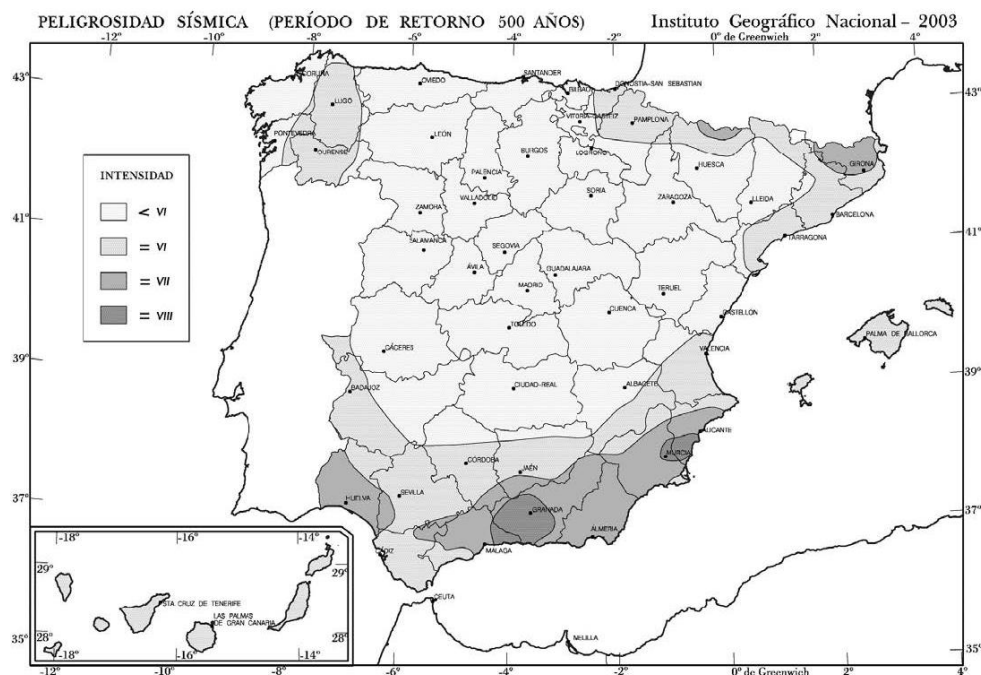 PELIGROSIDAD SÍSMICA (PERÍODO DE RETORNO 500 AÑOS) Instituto Geográfico Nacional – 2003
-12° -10° -8° -6° -4° -2° 0° de Greenwich 2° 4°
43° 43°
CORUÑA
OVIEDO
SANTANDER
BILBAO
DONOSTIA-SAN SEBASTIAN
LUGO
VITORIA-GASTEIZ
PAMPLONA
PONTEVEDRA
LEÓN
OURENSE
BURGOS
LOGROÑO
HUESCA
GIRONA
PALENCIA
INTENSIDAD
< VI
= VI
= VII
= VIII
VALLADOLID
SORIA
ZARAGOZA
LLEIDA
ZAMORA
BARCELONA
41° 41°
TARRAGONA
SALAMANCA
SEGOVIA
ÁVILA
GUADALAJARA
MADRID
TERUEL
CUENCA
CASTELLON
TOLEDO
PALMA DE MALLORCA
CÁCERES
VALENCIA
39° 39°
BADAJOZ
CIUDAD-REAL
ALBACETE
ALICANTE
MURCIA
CÓRDOBA
JAÉN
HUELVA
SEVILLA
37° 37°
GRANADA
ALMERIA
MALAGA
-18° -16° -14°
29° 29°
STA CRUZ DE TENERIFE
LAS PALMAS
DE GRAN CANARIA
28° 28°
-18° -16° -14°
CEUTA
MELILLA
35° 35°
-12° -10° -8° -6° -4° -2° 0° de Greenwich 2° 4°